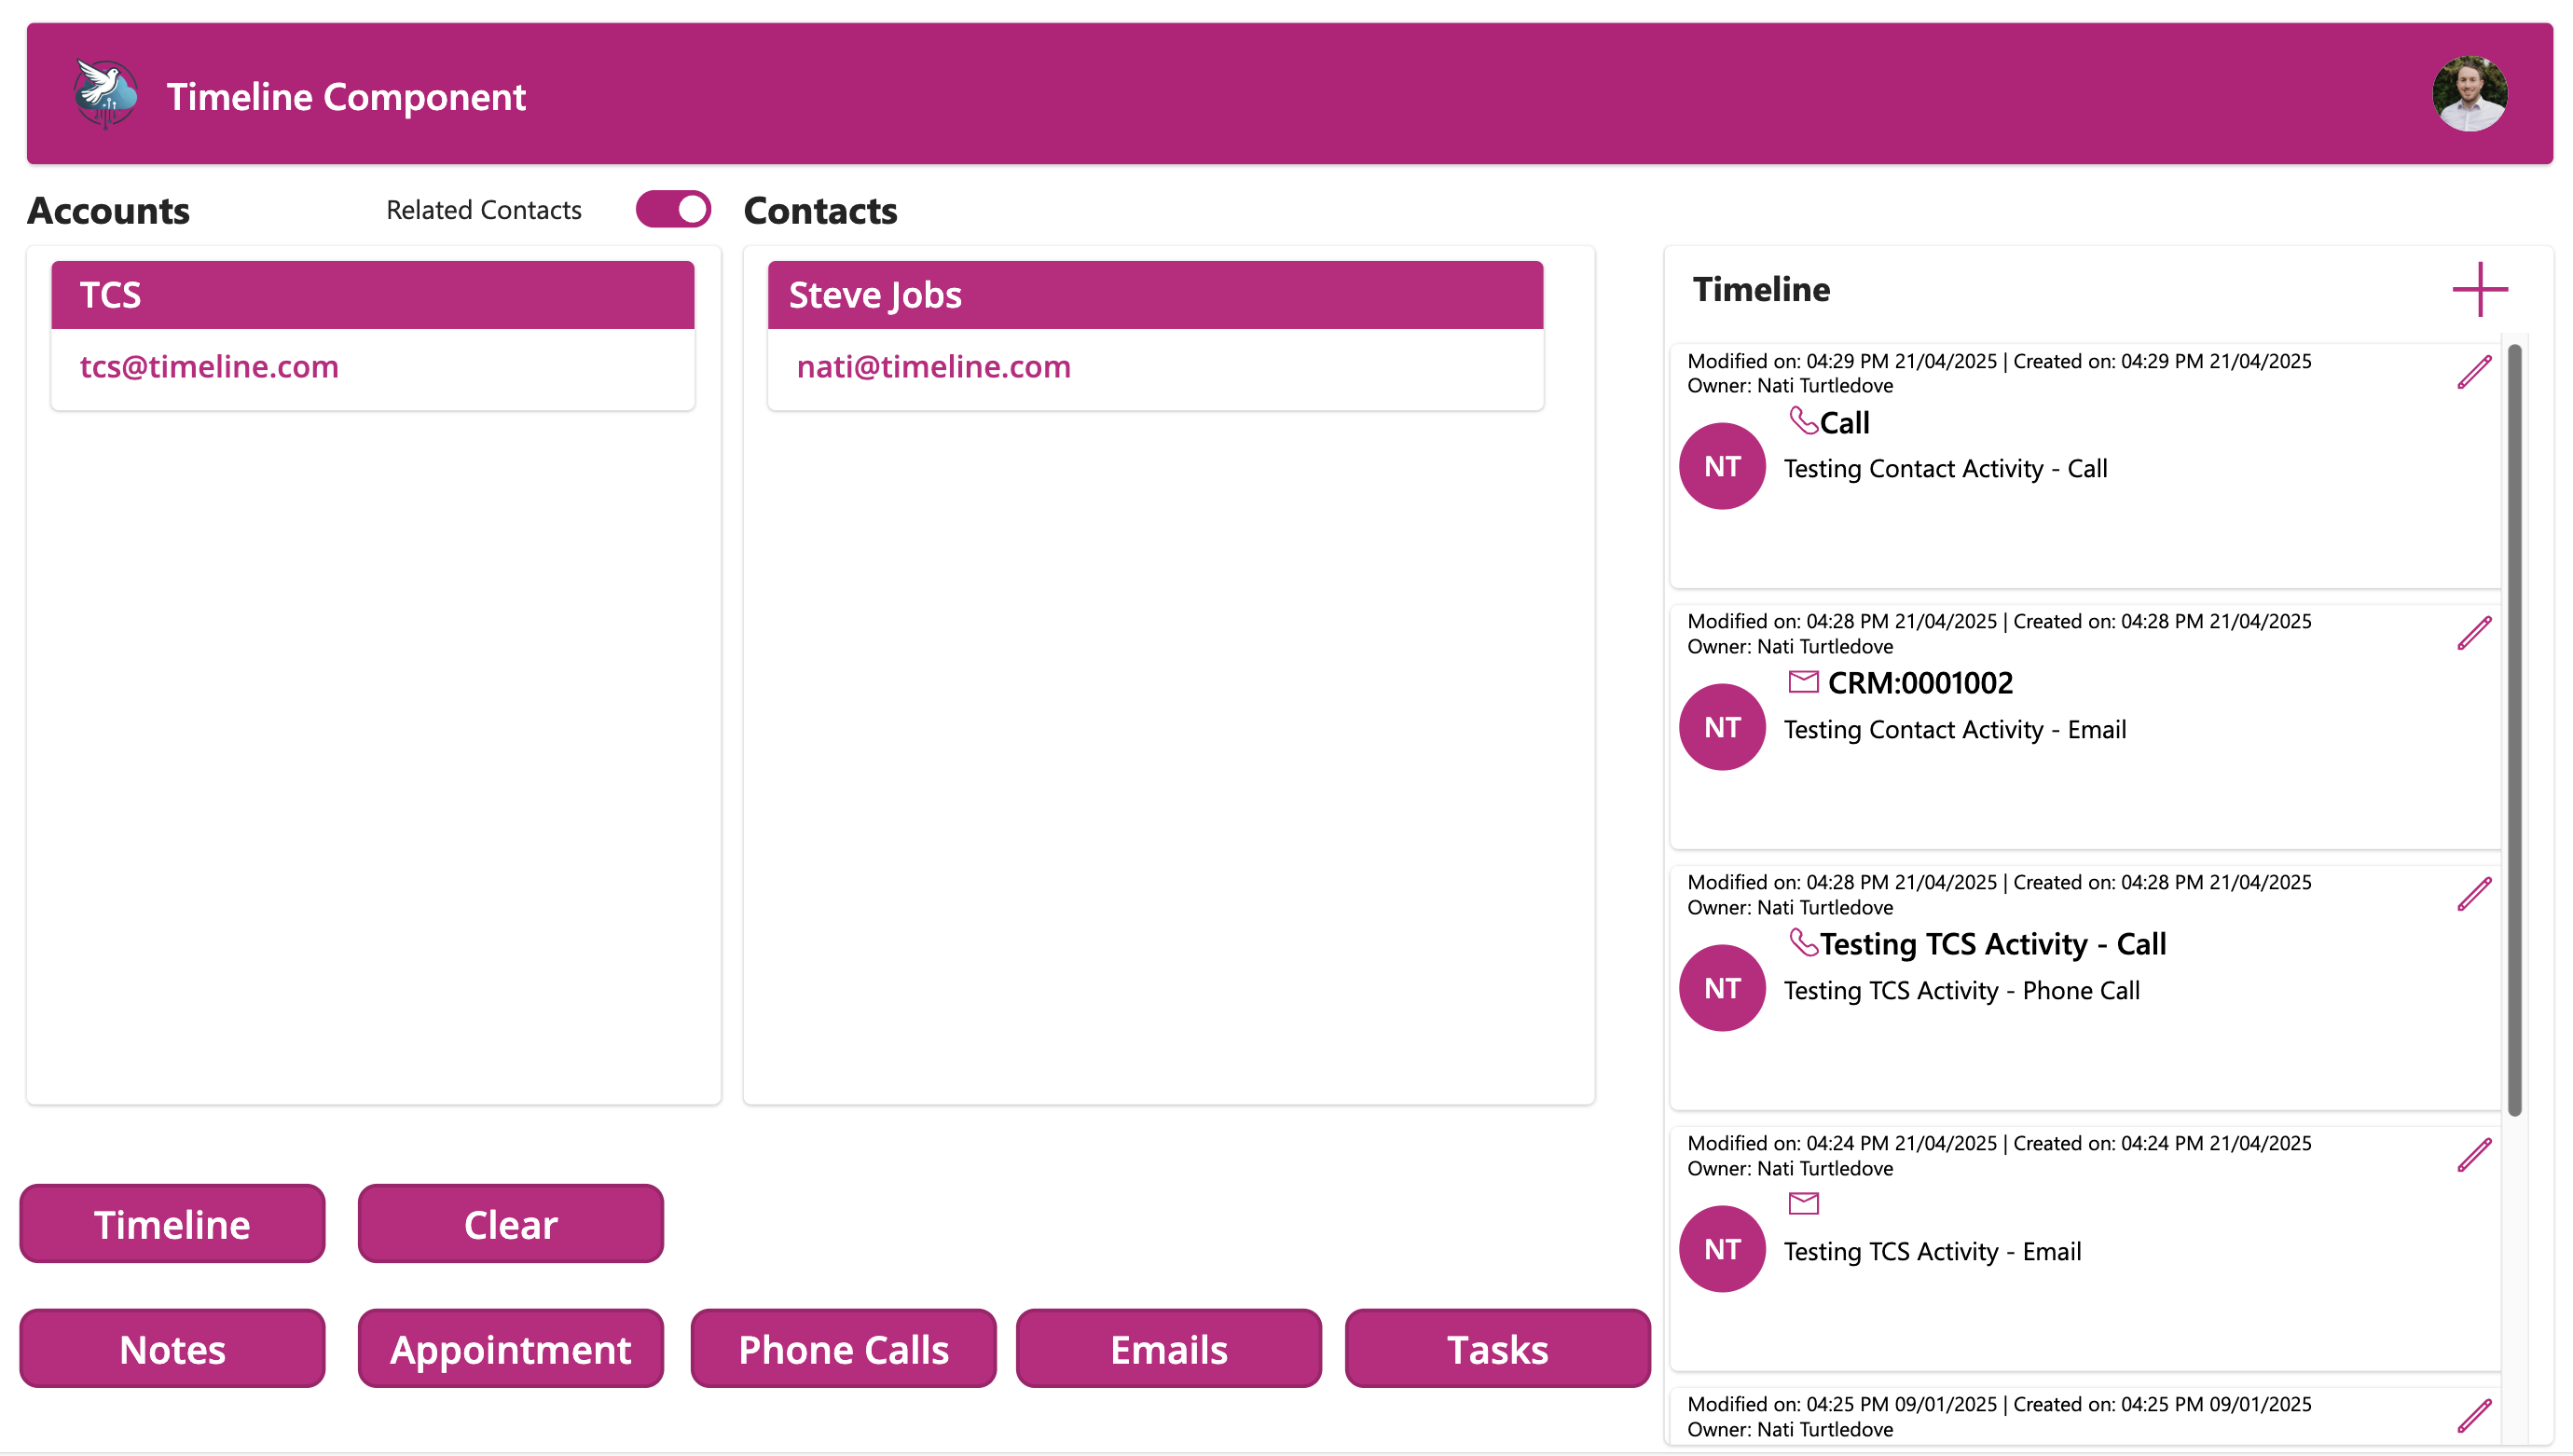 Timeline Component
Accounts
Related Contacts
Contacts
TCS
tcs@timeline.com
Steve Jobs
nati@timeline.com
Timeline
Modified on: 04:29 PM 21/04/2025 | Created on: 04:29 PM 21/04/2025
Owner: Nati Turtledove
Call
NT
Testing Contact Activity - Call
Modified on: 04:28 PM 21/04/2025 | Created on: 04:28 PM 21/04/2025
Owner: Nati Turtledove
CRM:0001002
NT
Testing Contact Activity - Email
Modified on: 04:28 PM 21/04/2025 | Created on: 04:28 PM 21/04/2025
Owner: Nati Turtledove
Testing TCS Activity - Call
NT
Testing TCS Activity - Phone Call
Modified on: 04:24 PM 21/04/2025 | Created on: 04:24 PM 21/04/2025
Owner: Nati Turtledove
NT
Testing TCS Activity - Email
Modified on: 04:25 PM 09/01/2025 | Created on: 04:25 PM 09/01/2025
Owner: Nati Turtledove
Timeline
Clear
Notes
Appointment
Phone Calls
Emails
Tasks